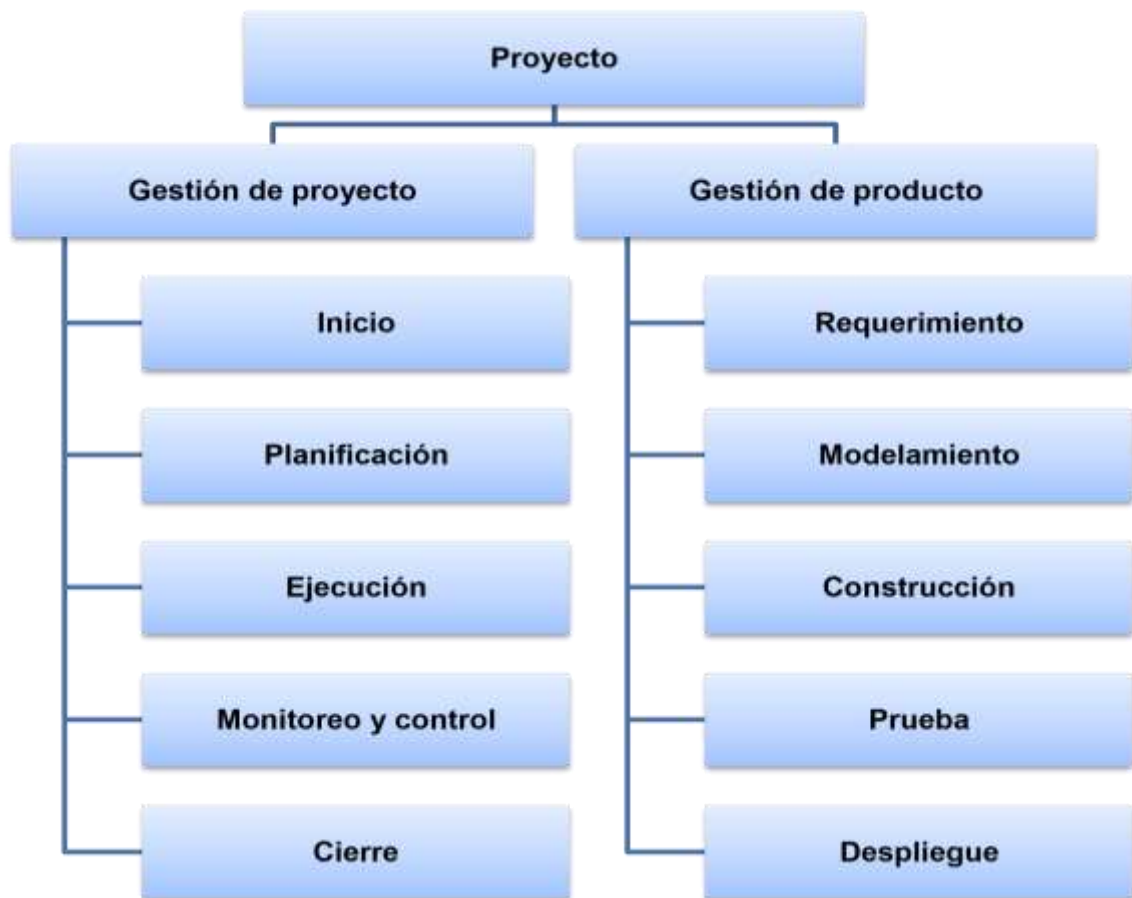 Proyecto
Gestión de proyecto
Inicio
Planificación
Ejecución
Monitoreo y control
Cierre
Gestión de producto
Requerimiento
Modelamiento
Construcción
Prueba
Despliegue